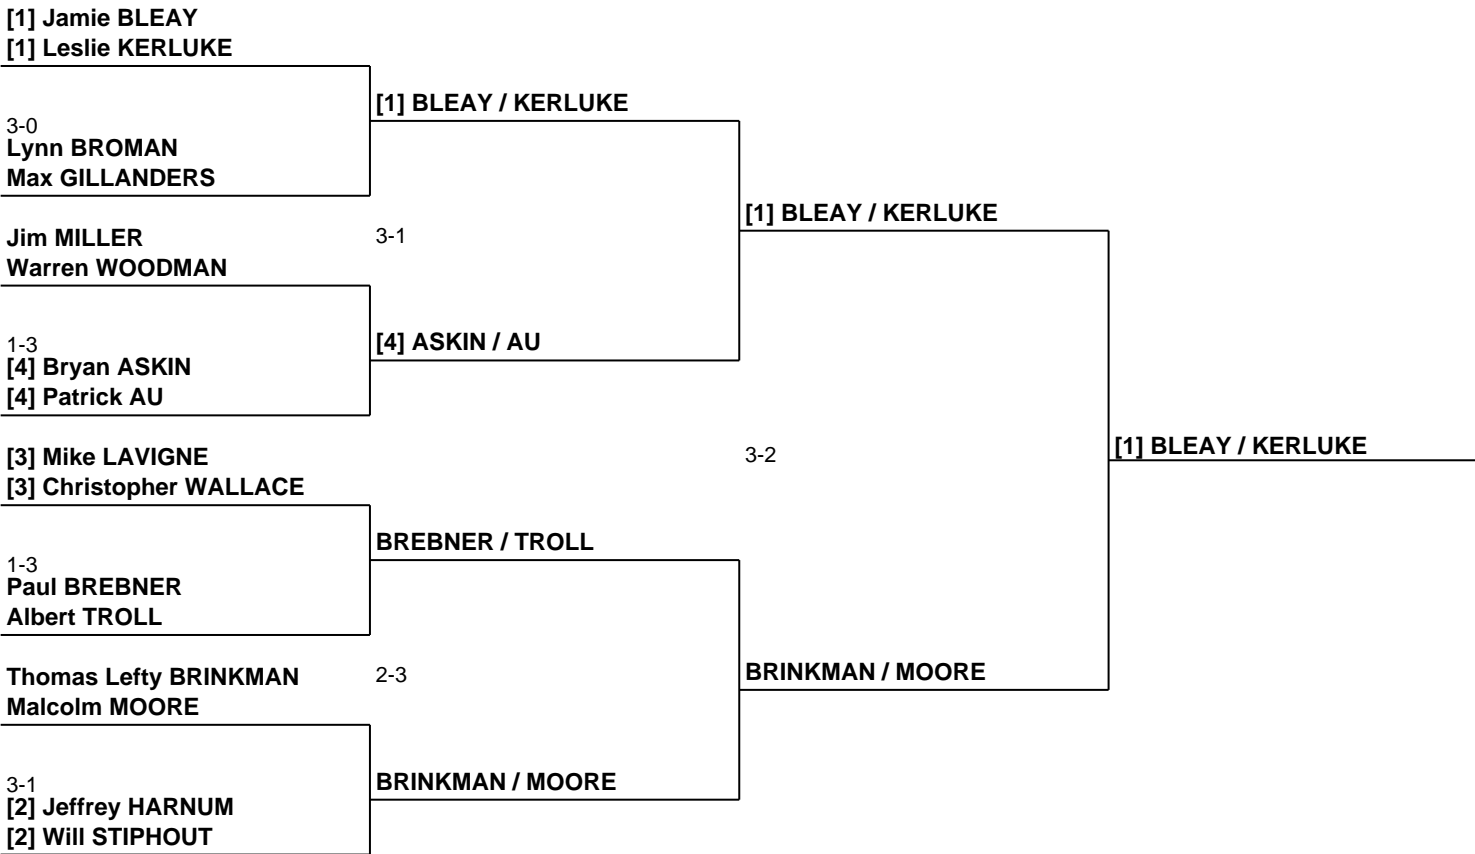 [1] Jamie BLEAY
[1] Leslie KERLUKE
[1] BLEAY / KERLUKE
3-0
Lynn BROMAN
Max GILLANDERS
[1] BLEAY / KERLUKE
Jim MILLER
Warren WOODMAN
3-1
1-3
[4] Bryan ASKIN
[4] Patrick AU
[4] ASKIN / AU
[3] Mike LAVIGNE
[3] Christopher WALLACE
3-2
[1] BLEAY / KERLUKE
BREBNER / TROLL
1-3
Paul BREBNER
Albert TROLL
Thomas Lefty BRINKMAN
Malcolm MOORE
2-3
BRINKMAN / MOORE
3-1
[2] Jeffrey HARNUM
[2] Will STIPHOUT
BRINKMAN / MOORE